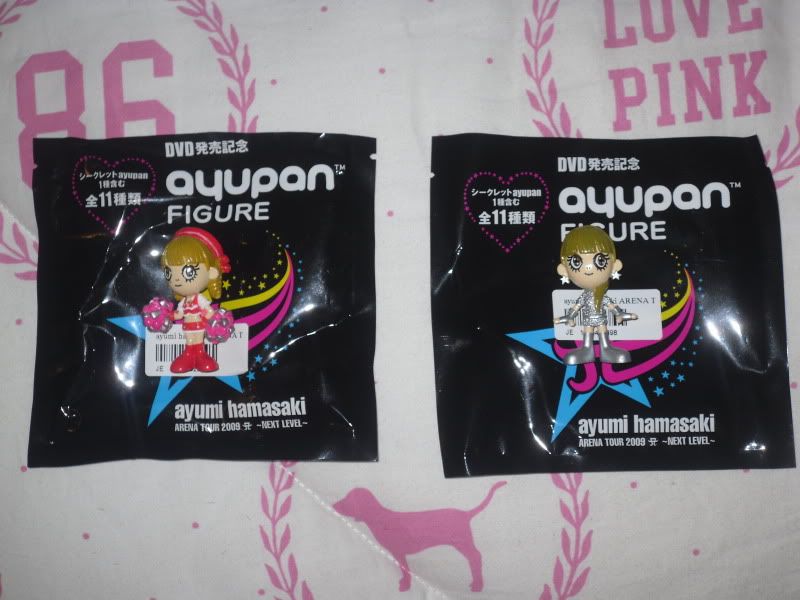 86
LOVE
PINK
DVD発売記念
シークレットayupan
1種含む
全11種類
ayupan™
FIGURE
JE
ayumi hamasaki
ARENA TOUR 2009 A ~NEXT LEVEL~
DVD発売記念
シークレットayupan
1種含む
全11種類
ayupan™
FIGURE
ARENA T
JE
98
ayumi hamasaki
ARENA TOUR 2009 A ~NEXT LEVEL~